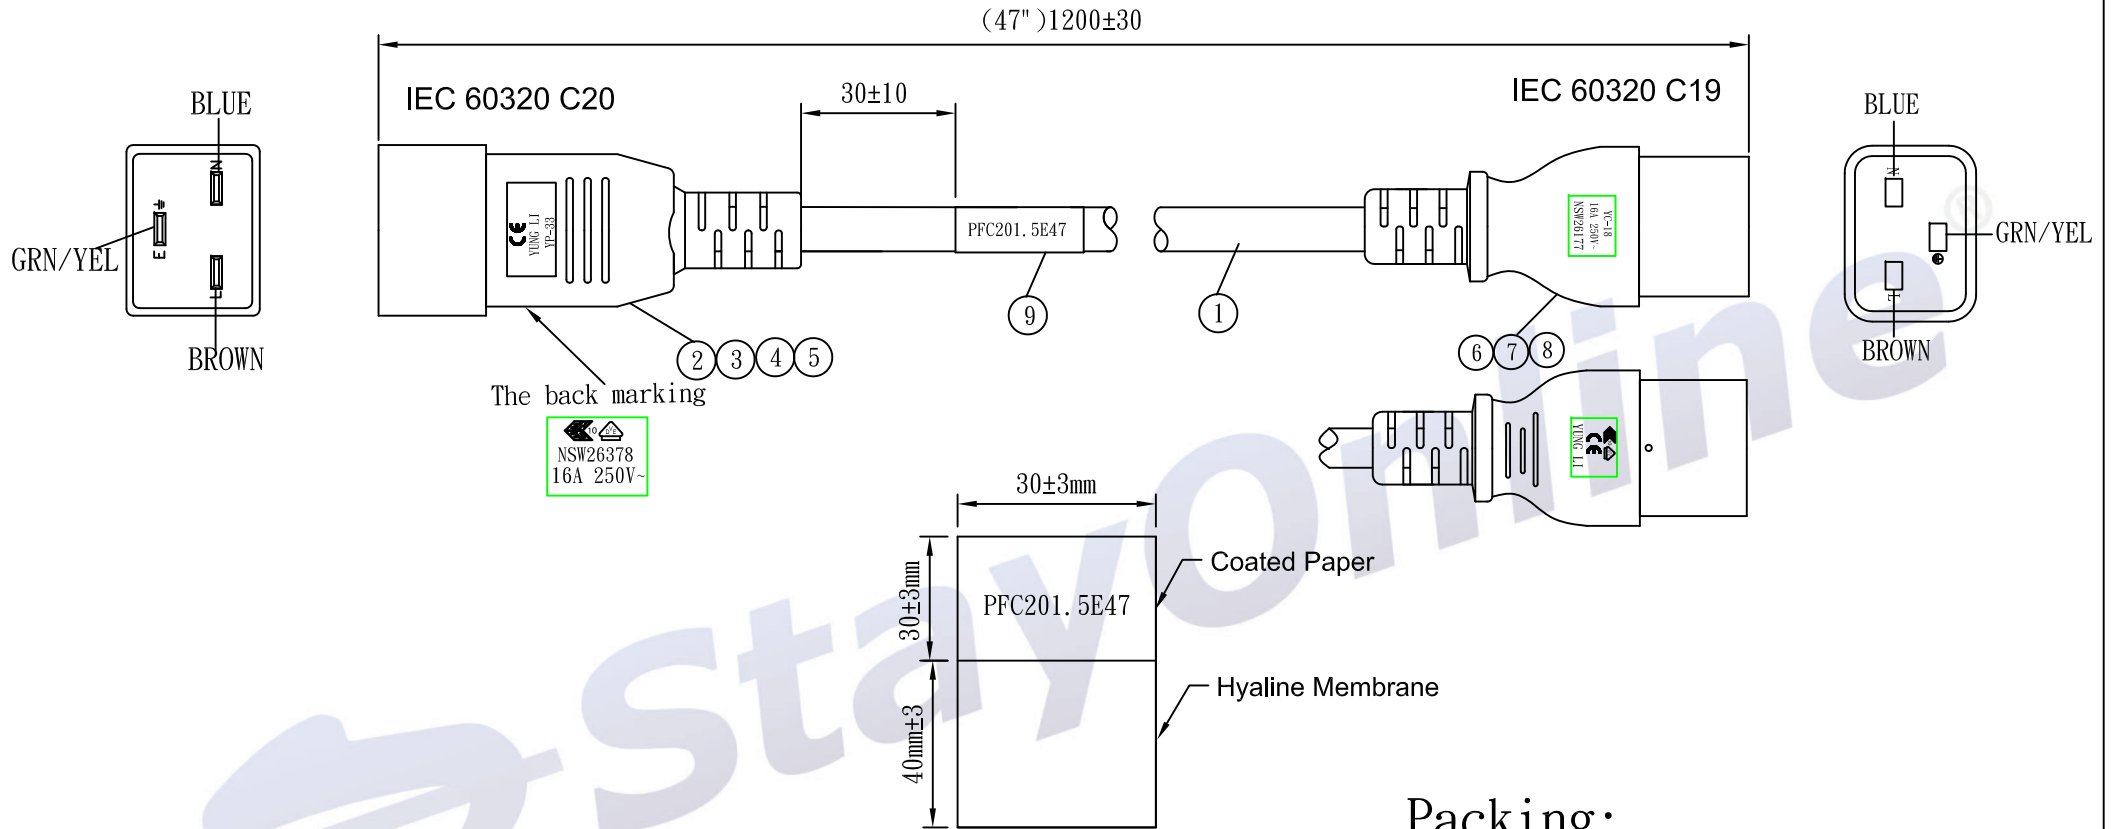 (47")1200±30
IEC 60320 C20
30±10
IEC 60320 C19
BLUE
N
GRN/YEL
E
L
BROWN
CE
YUNG LI
YP-33
PFC201.5E47
YC-18
16A 250V~
NSW26177
BLUE
N
GRN/YEL
L
BROWN
9
1
2
3
4
5
6
7
8
The back marking
10
NSW26378
16A 250V~
CE
YUNG LI
30±3mm
30±3mm
PFC201.5E47
Coated Paper
40mm±3
Hyaline Membrane
StayOnline®
Packing: